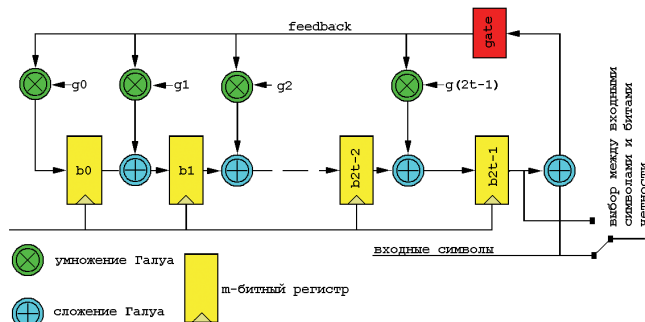 feedback
gate
g0
g1
g2
g(2t-1)
b0
b1
b2t-2
b2t-1
выбор между входными
символами и битами
четности
входные символы
умножение Галуа
m-битный регистр
сложение Галуа